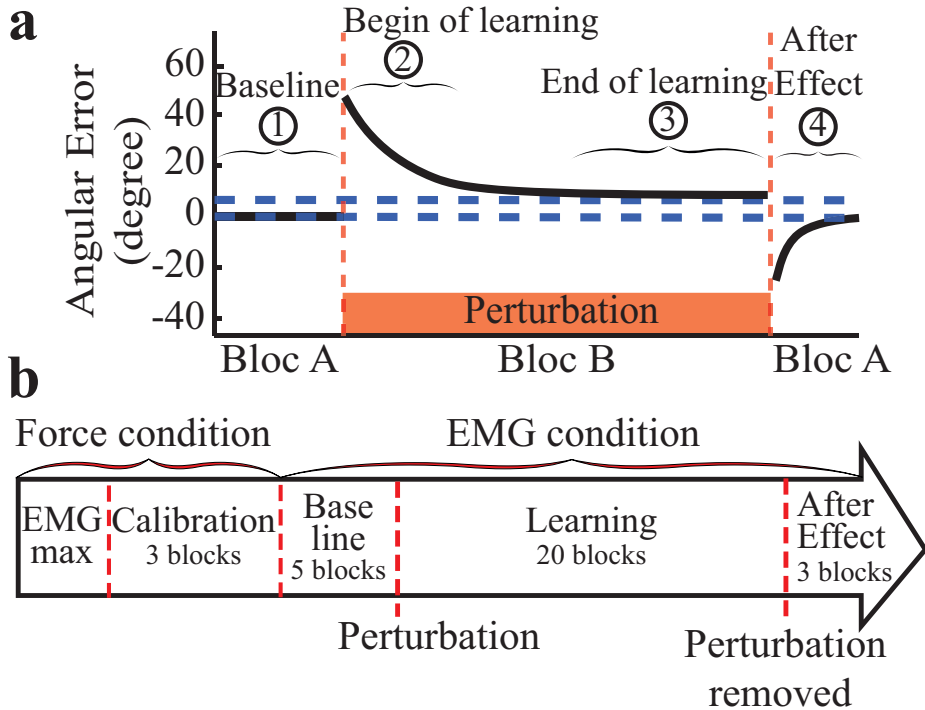 a
Begin of learning
②
After
Effect
④
Baseline
①
End of learning
③
Angular Error
(degree)
60
40
20
0
-20
-40
Perturbation
Bloc A
Bloc B
Bloc A
b
Force condition
EMG condition
EMG
max
Calibration
3 blocks
Base
line
5 blocks
Learning
20 blocks
After
Effect
3 blocks
Perturbation
Perturbation
removed